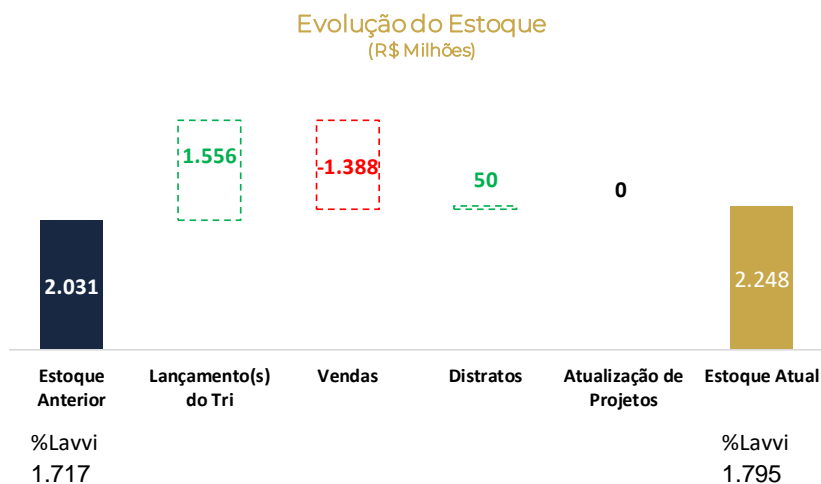 Evolução do Estoque
(R$ Milhões)
1.556
-1.388
50
0
2.031
2.248
Estoque
Anterior
Lançamento(s)
do Tri
Vendas
Distratos
Atualização de
Projetos
Estoque Atual
%Lavvi
1.717
%Lavvi
1.795